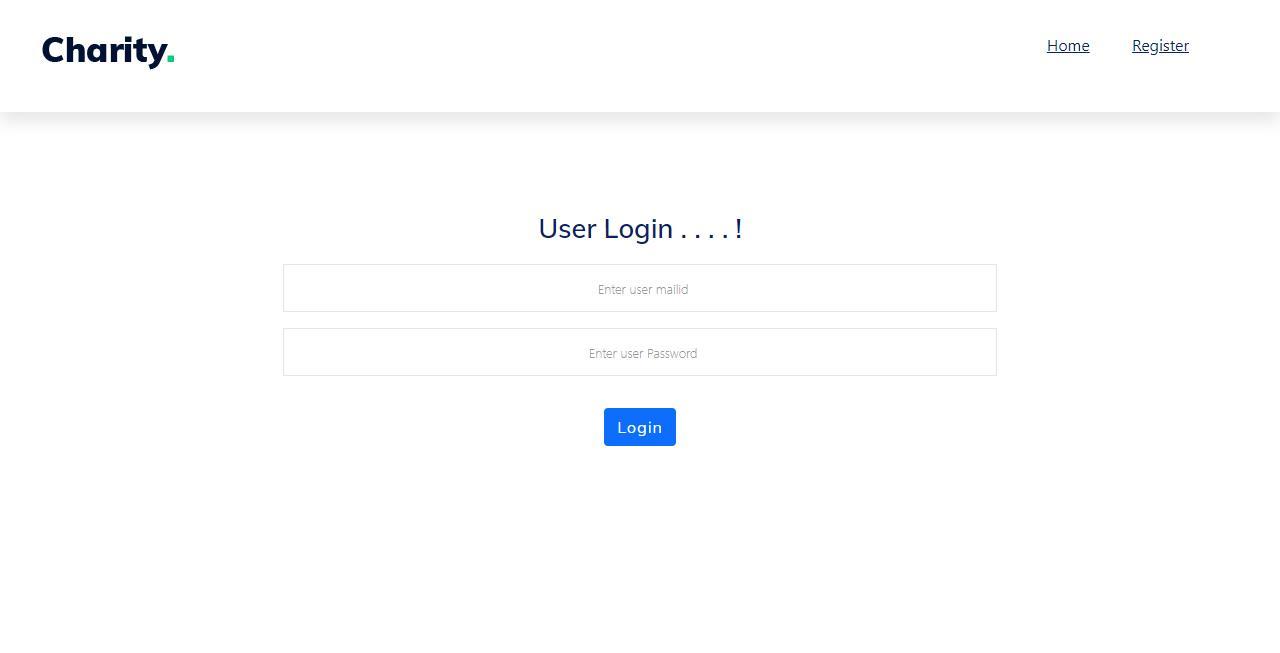 Charity.
Home Register
User Login . . . . !
Enter user mailid
Enter user Password
Login